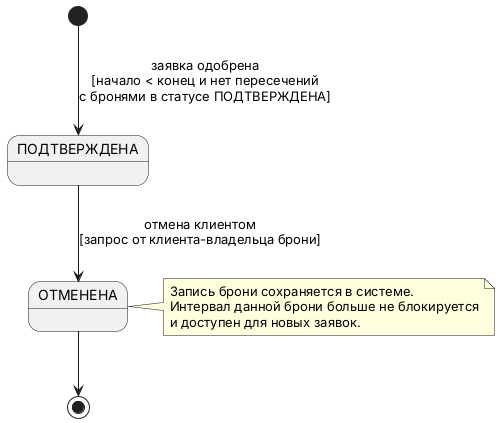 заявка одобрена
[начало < конец и нет пересечений
с бронями в статусе ПОДТВЕРЖДЕНА]
ПОДТВЕРЖДЕНА
отмена клиентом
[запрос от клиента-владельца брони]
ОТМЕНЕНА
Запись брони сохраняется в системе.
Интервал данной брони больше не блокируется
и доступен для новых заявок.